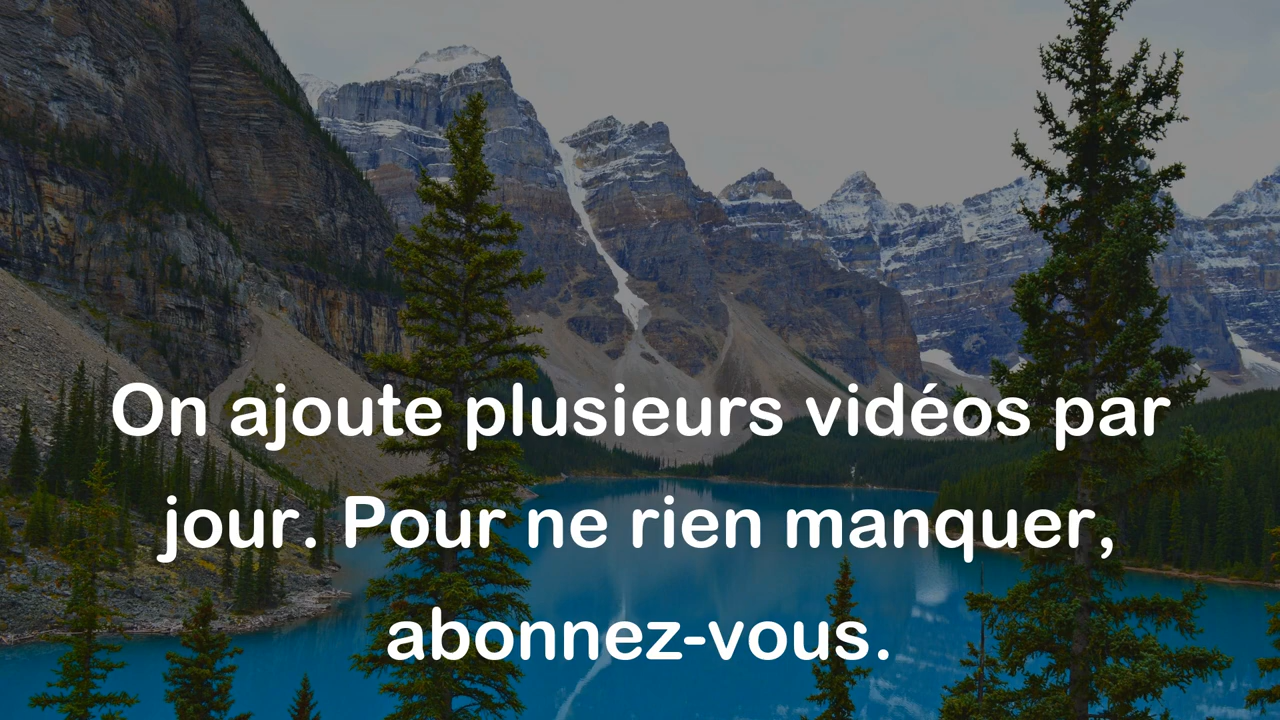 On ajoute plusieurs vidéos par
jour. Pour ne rien manquer,
abonnez-vous.